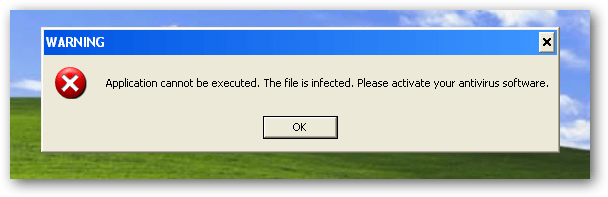 WARNING
Application cannot be executed. The file is infected. Please activate your antivirus software.
OK